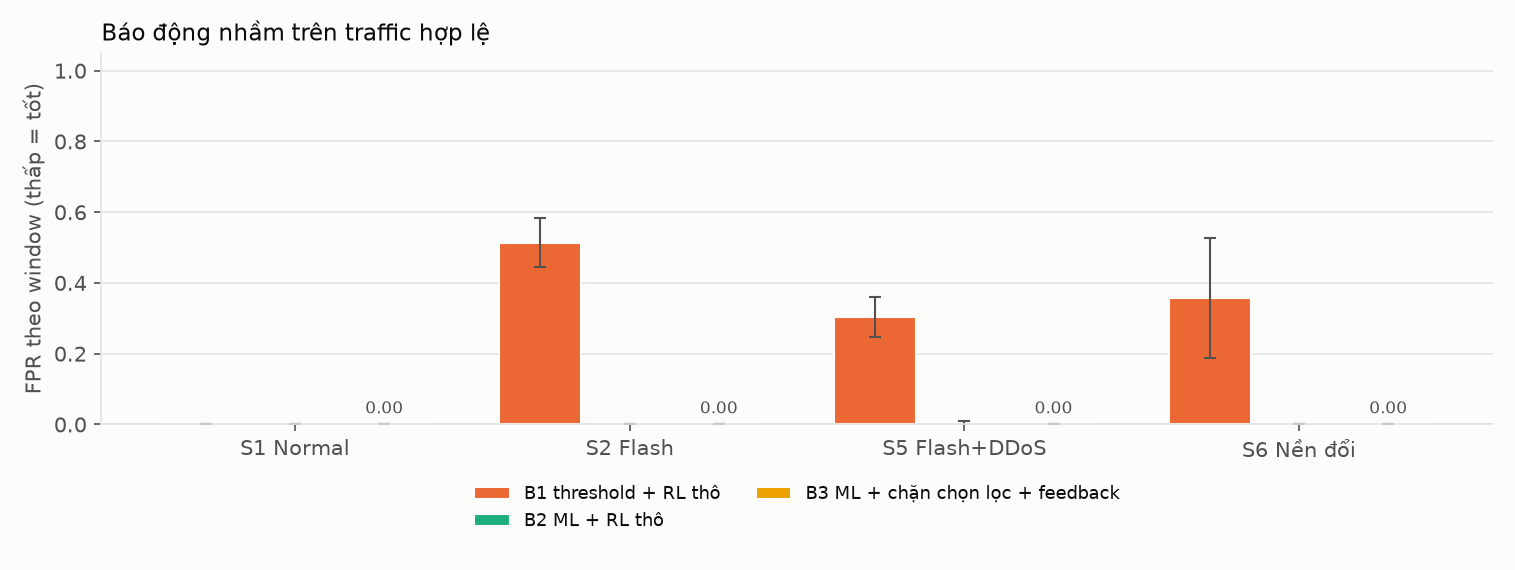 Báo động nhầm trên traffic hợp lệ
FPR theo window (thấp = tốt)
1.0
0.8
0.6
0.4
0.2
0.0
0.00
0.00
0.00
0.00
S1 Normal
S2 Flash
S5 Flash+DDoS
S6 Nền đổi
B1 threshold + RL thô
B3 ML + chặn chọn lọc + feedback
B2 ML + RL thô